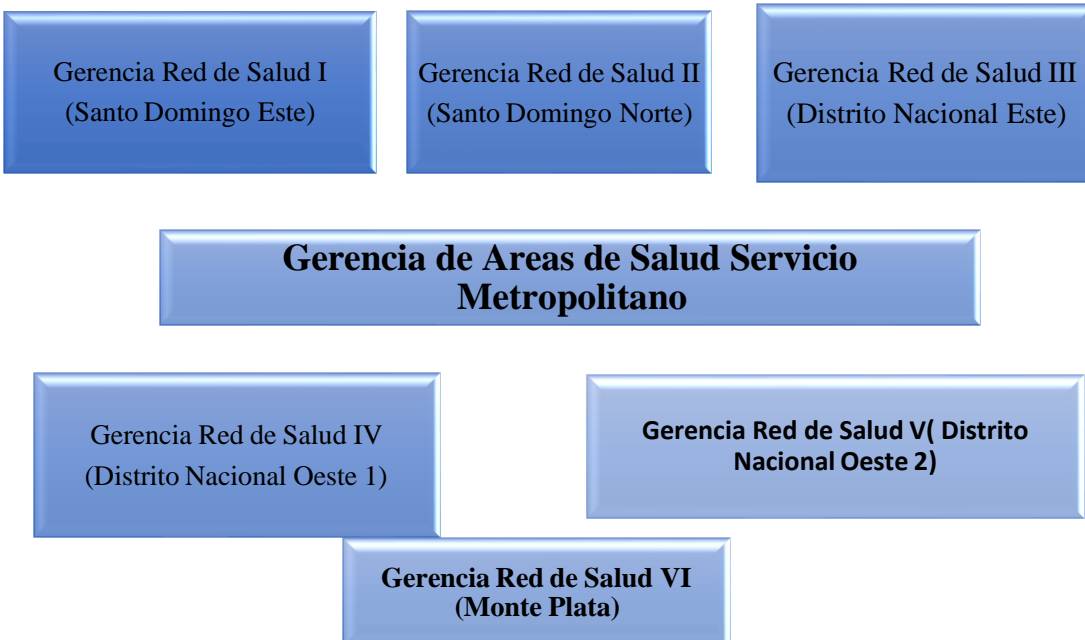 Gerencia Red de Salud I
(Santo Domingo Este)
Gerencia Red de Salud II
(Santo Domingo Norte)
Gerencia Red de Salud III
(Distrito Nacional Este)
Gerencia de Areas de Salud Servicio
Metropolitano
Gerencia Red de Salud IV
(Distrito Nacional Oeste 1)
Gerencia Red de Salud V( Distrito
Nacional Oeste 2)
Gerencia Red de Salud VI
(Monte Plata)